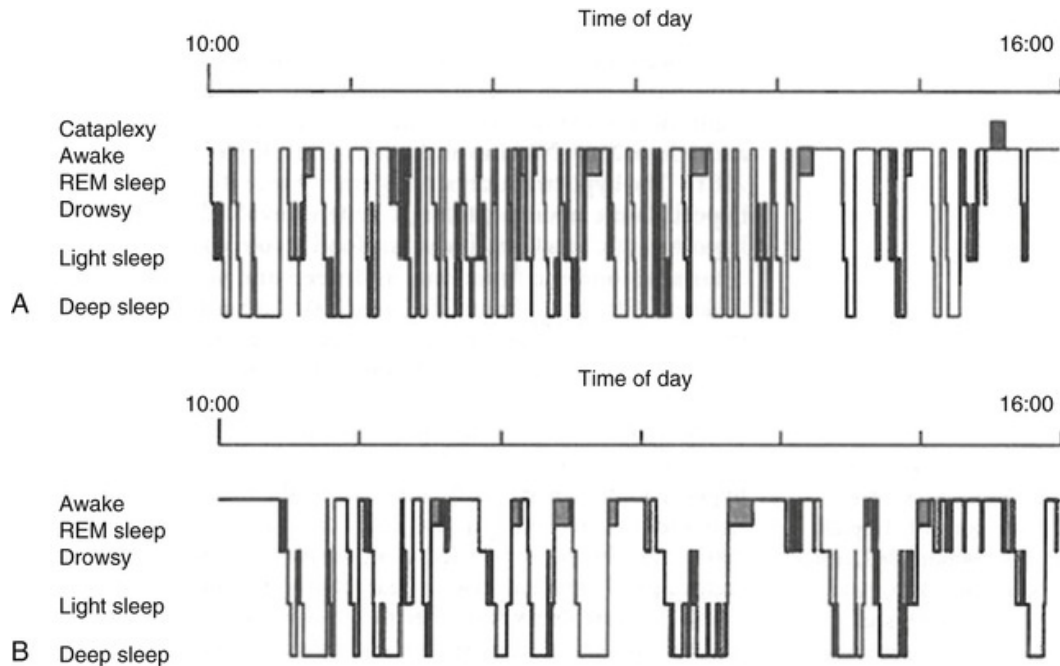 Time of day
10:00 16:00
Cataplexy
Awake
REM sleep
Drowsy
Light sleep
A Deep sleep
Time of day
10:00 16:00
Awake
REM sleep
Drowsy
Light sleep
B Deep sleep